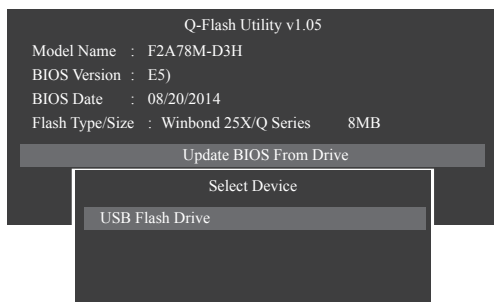 Q-Flash Utility v1.05
Model Name : F2A78M-D3H
BIOS Version : E5)
BIOS Date : 08/20/2014
Flash Type/Size : Winbond 25X/Q Series 8MB
Update BIOS From Drive
Select Device
USB Flash Drive